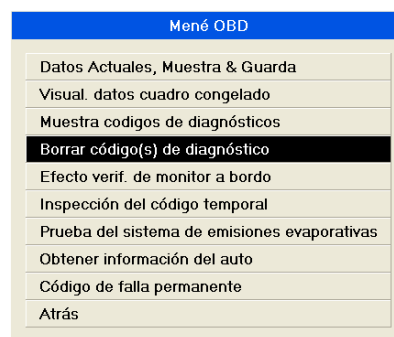 Mené OBD
Datos Actuales, Muestra & Guarda
Visual. datos cuadro congelado
Muestra codigos de diagnósticos
Borrar código(s) de diagnóstico
Efecto verif. de monitor a bordo
Inspección del código temporal
Prueba del sistema de emisiones evaporativas
Obtener información del auto
Código de falla permanente
Atrás